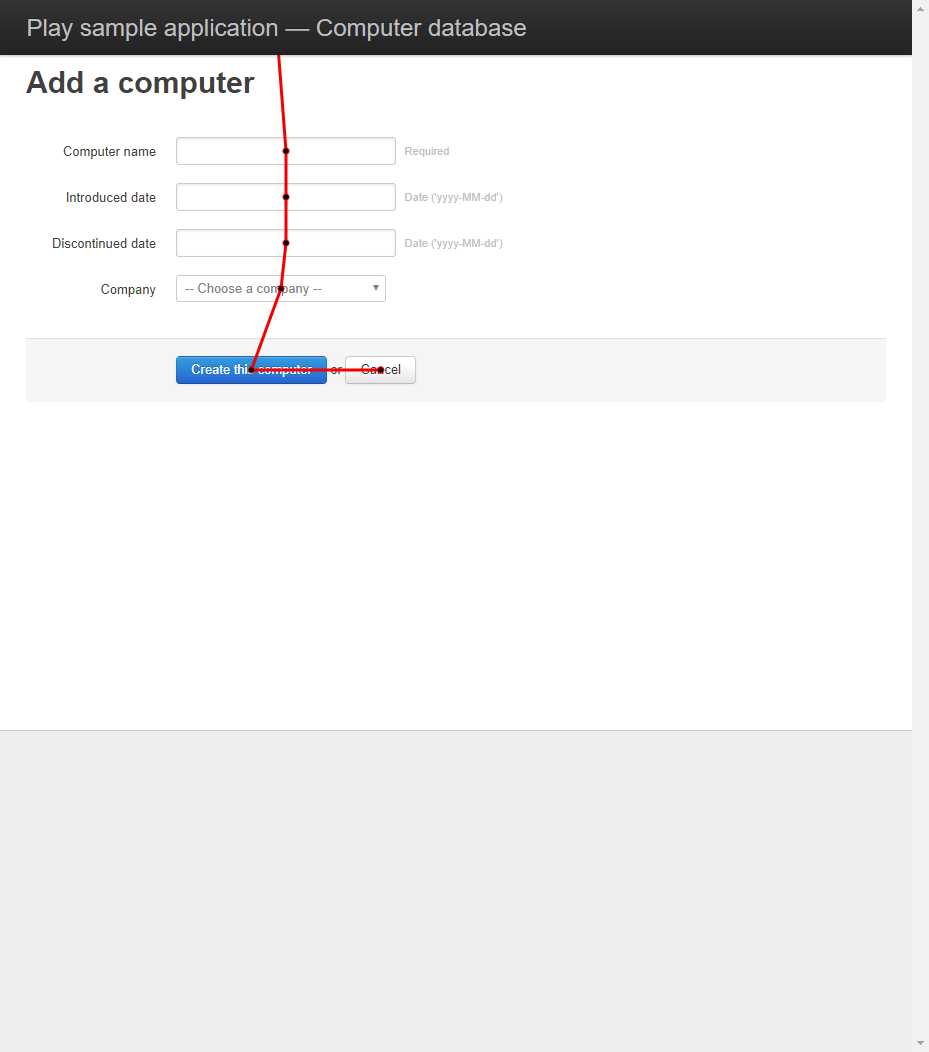 Play sample application — Computer database
Add a computer
Computer name Required
Introduced date Date ('yyyy-MM-dd')
Discontinued date Date ('yyyy-MM-dd')
Company -- Choose a company --
Create this computer or Cancel